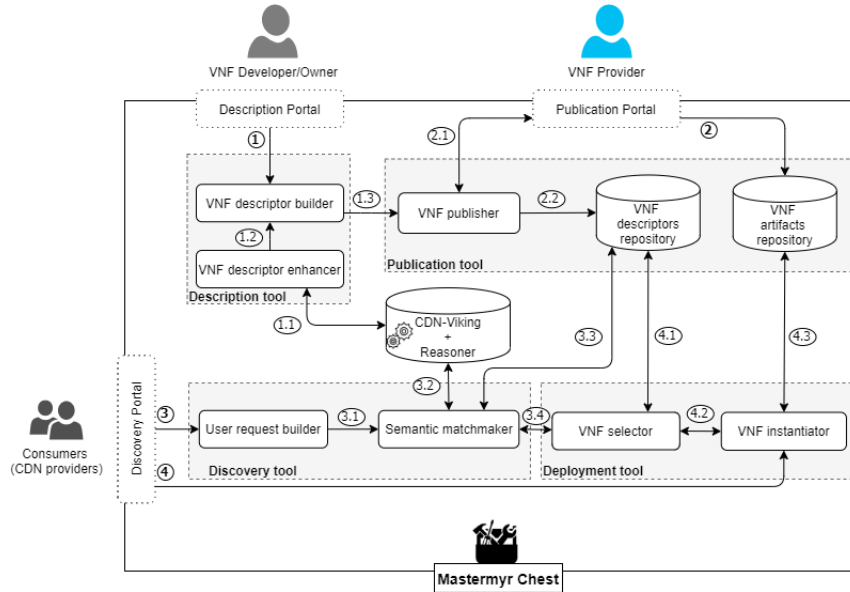 VNF Developer/Owner
VNF Provider
Description Portal
Publication Portal
1
2.1
2
VNF descriptor builder
1.3
VNF publisher
2.2
VNF
descriptors
repository
VNF
artifacts
repository
1.2
VNF descriptor enhancer
Description tool
Publication tool
1.1
CDN-Viking
+
Reasoner
3.3
4.1
4.3
3.2
Discovery Portal
Consumers
(CDN providers)
3
User request builder
3.1
Semantic matchmaker
3.4
VNF selector
4.2
VNF instantiator
4
Discovery tool
Deployment tool
Mastermyr Chest